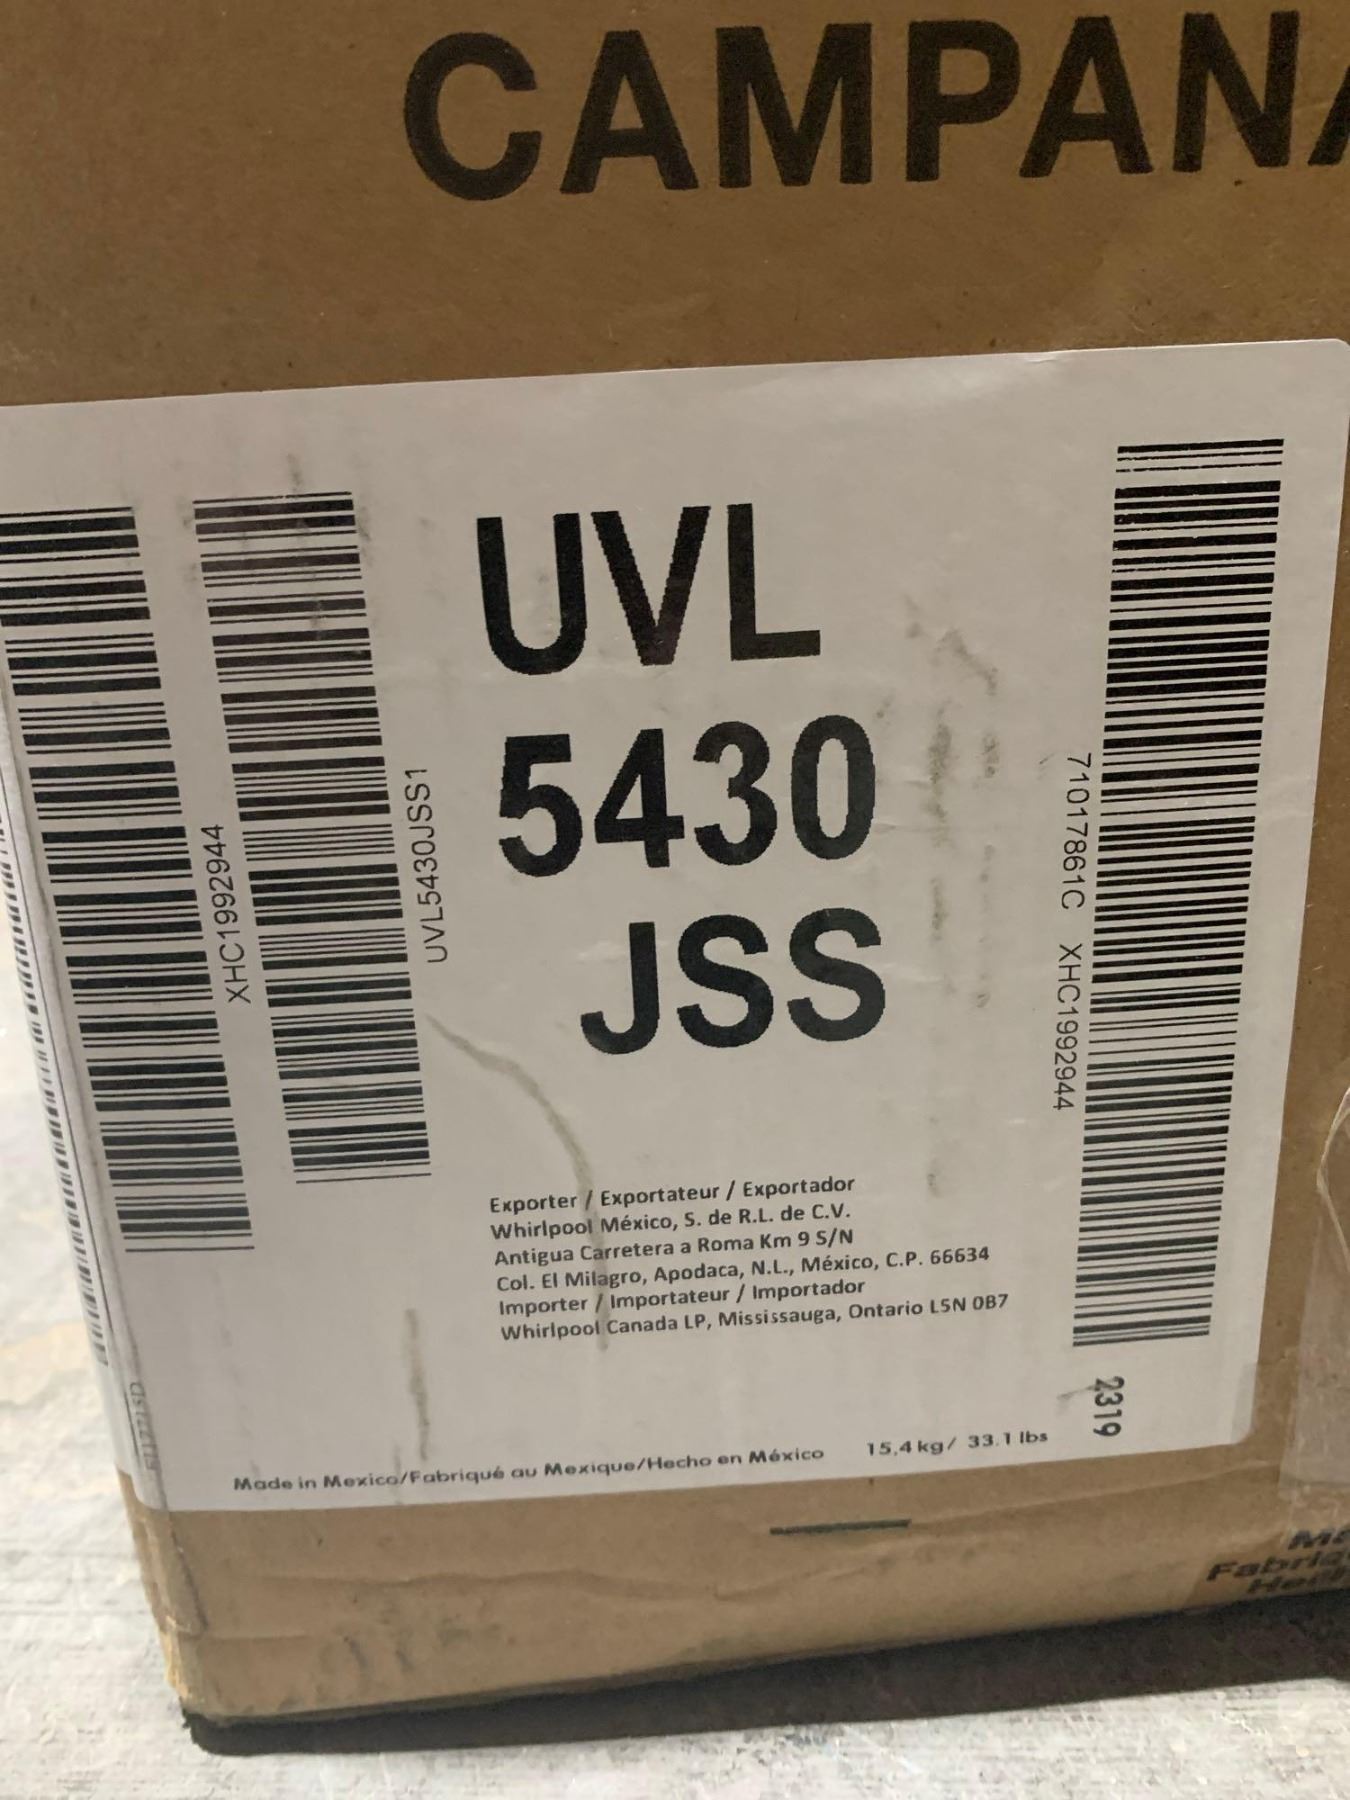 CAMPANA
UVL
5430
JSS
XHC1992944
UVL5430JSS1
71017861C XHC1992944
Exporter / Exportateur / Exportador
Whirlpool México, S. de R.L. de C.V.
Antigua Carretera a Roma Km 9 S/N
Col. El Milagro, Apodaca, N.L., México, C.P. 66634
Importer / Importateur / Importador
Whirlpool Canada LP, Mississauga, Ontario L5N 0B7
2319
Made in Mexico/Fabriqué au Mexique/Hecho en México 15,4 kg/ 33.1 lbs